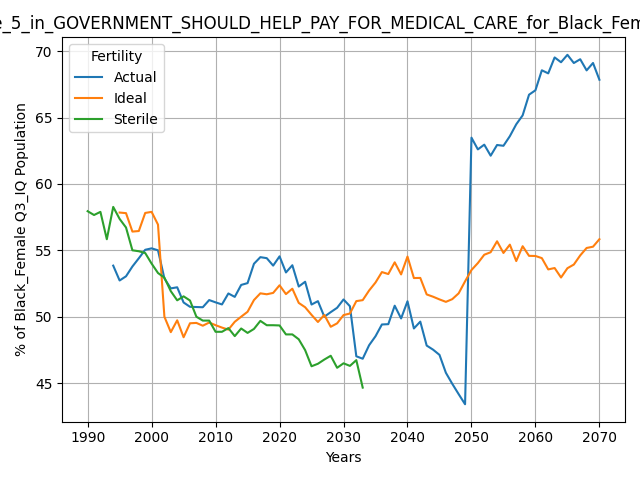 e_5_in_GOVERNMENT_SHOULD_HELP_PAY_FOR_MEDICAL_CARE_for_Black_Fem
Fertility
Actual
Ideal
Sterile
% of Black_Female Q3_IQ Population
70
65
60
55
50
45
1990 2000 2010 2020 2030 2040 2050 2060 2070
Years